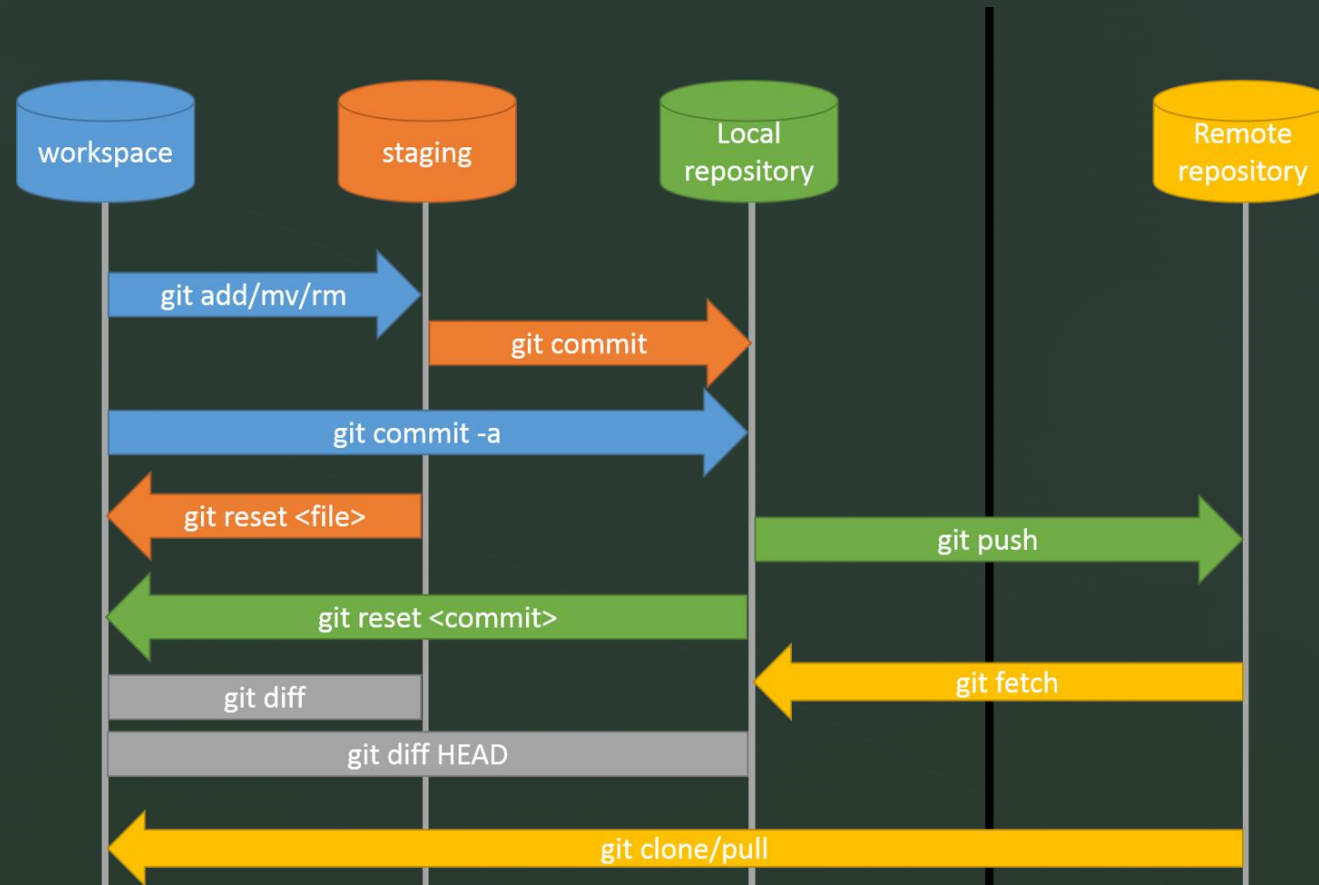 workspace
staging
Local
repository
Remote
repository
git add/mv/rm
git commit
git commit -a
git reset <file>
git push
git reset <commit>
git fetch
git diff
git diff HEAD
git clone/pull